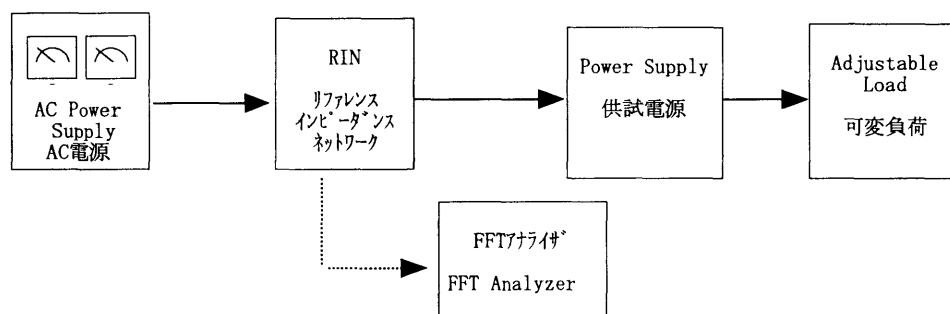 AC Power
Supply
AC電源
RIN
リファレンス
インピーダンス
ネットワーク
Power Supply
供試電源
Adjustable
Load
可変負荷
FFTアナライザ
FFT Analyzer